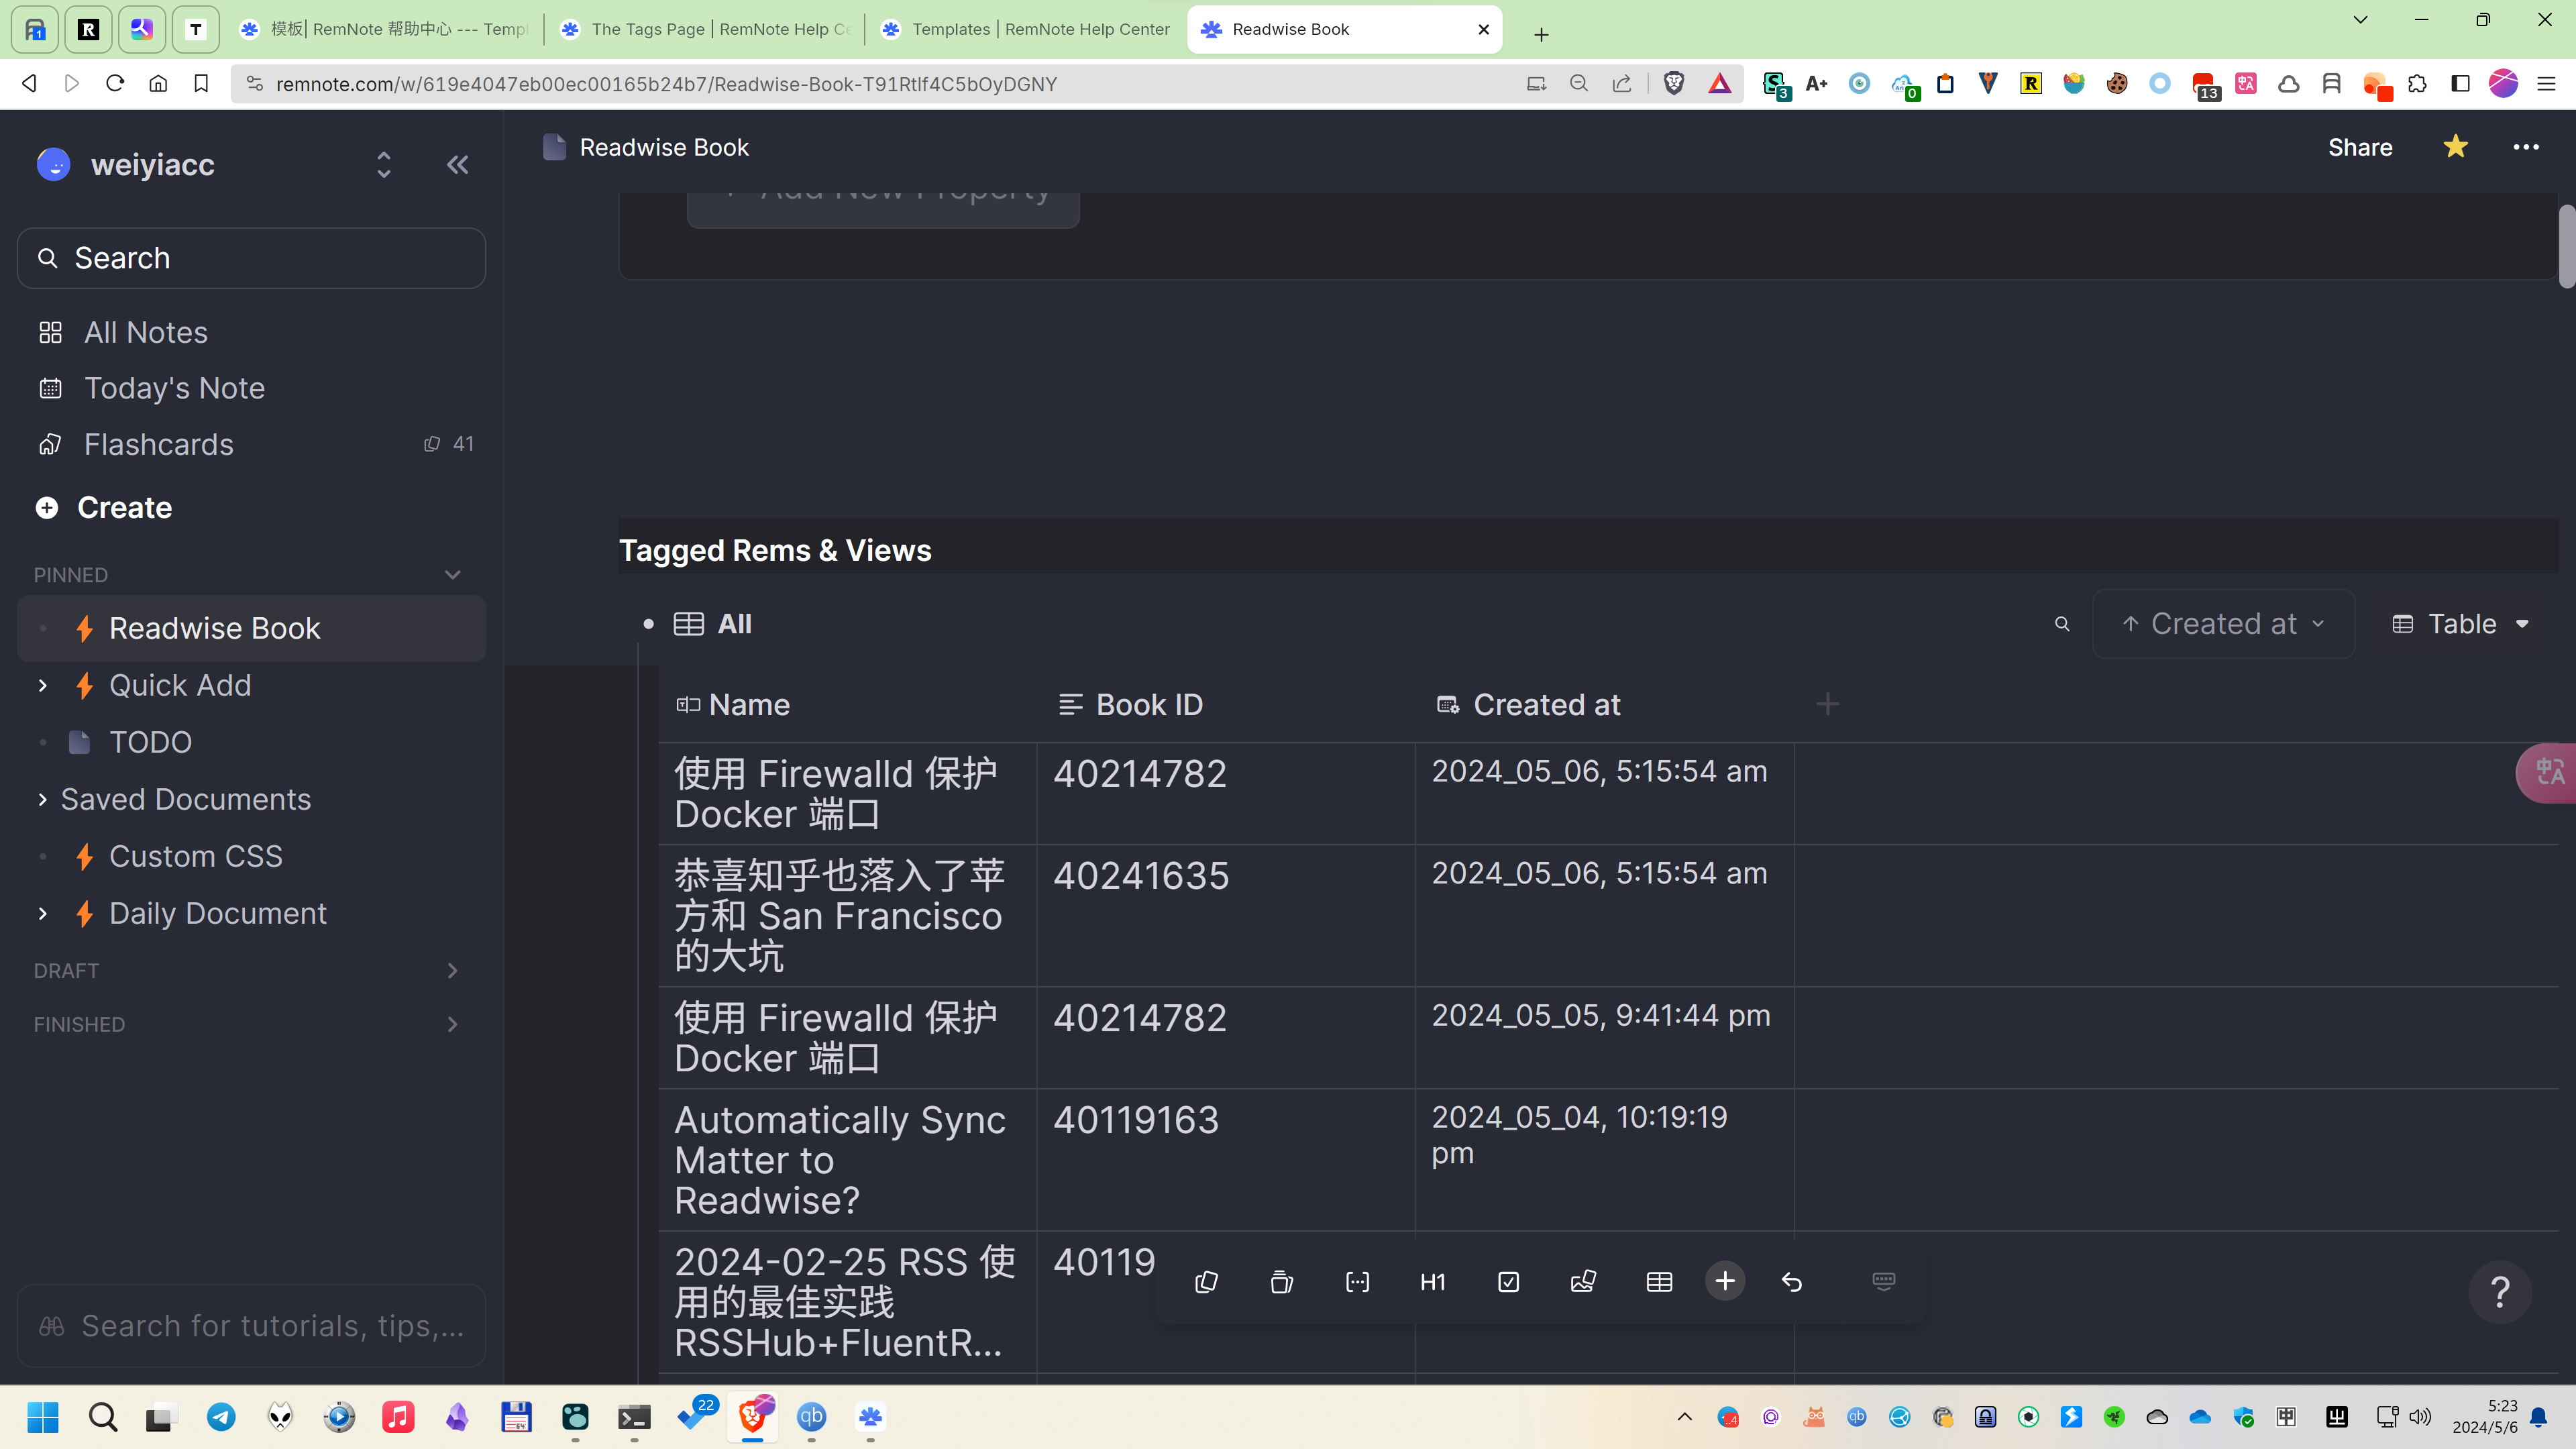 模板| RemNote 帮助中心 --- Templ
The Tags Page | RemNote Help Ce
Templates | RemNote Help Center
Readwise Book
remnote.com/w/619e4047eb00ec00165b24b7/Readwise-Book-T91Rtlf4C5bOyDGNY
3
A+
0
13
weiyiacc
Readwise Book
Share
Add New Property
Search
All Notes
Today's Note
Flashcards
41
Create
PINNED
Readwise Book
Quick Add
TODO
Saved Documents
Custom CSS
Daily Document
DRAFT
FINISHED
Search for tutorials, tips,...
Tagged Rems & Views
All
Created at
Table
Name
Book ID
Created at
使用 Firewalld 保护
Docker 端口
40214782
2024_05_06, 5:15:54 am
恭喜知乎也落入了苹
方和 San Francisco
的大坑
40241635
2024_05_06, 5:15:54 am
使用 Firewalld 保护
Docker 端口
40214782
2024_05_05, 9:41:44 pm
Automatically Sync
Matter to
Readwise?
40119163
2024_05_04, 10:19:19
pm
2024-02-25 RSS 使
用的最佳实践
RSSHub+FluentR...
40119
H1
?
22
qb
5:23
2024/5/6